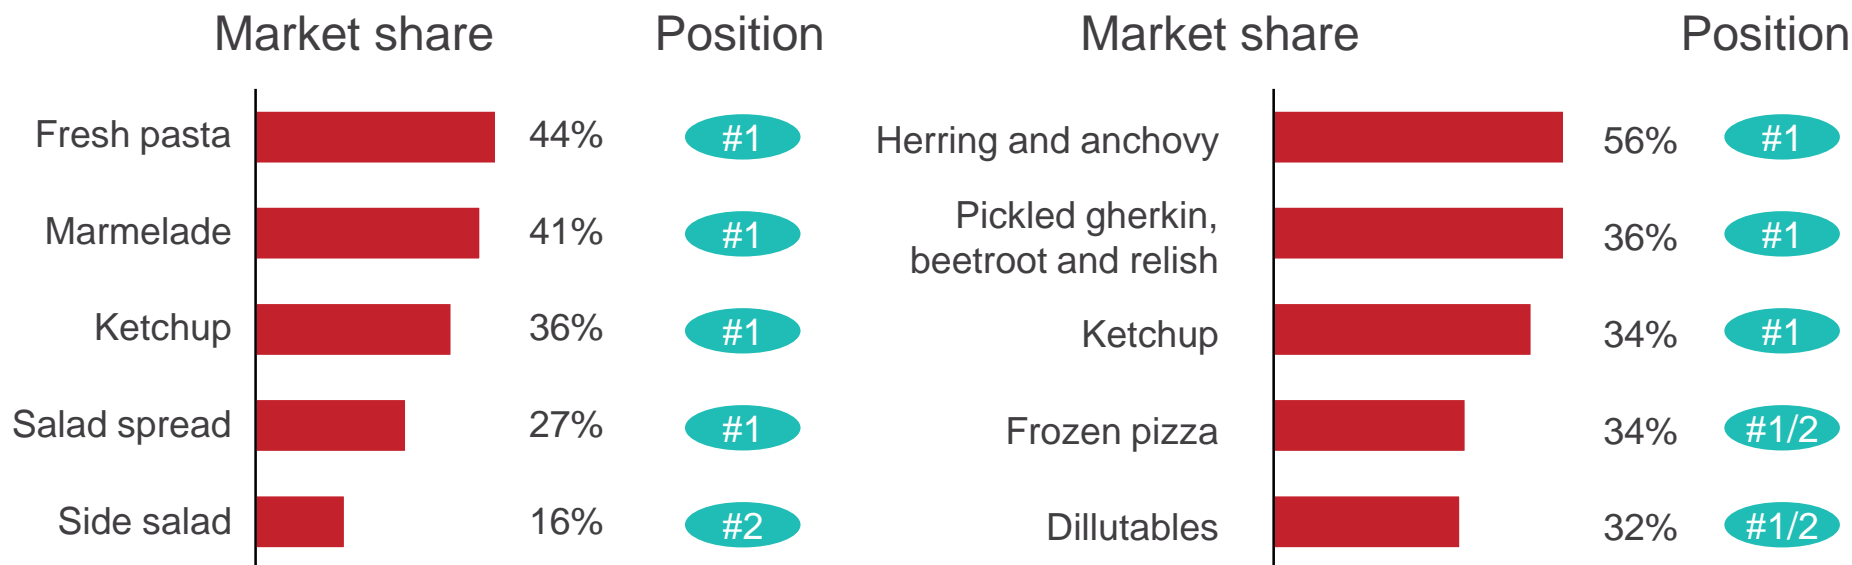 Market share Position
Fresh pasta 44% #1
Marmelade 41% #1
Ketchup 36% #1
Salad spread 27% #1
Side salad 16% #2
Market share Position
Herring and anchovy 56% #1
Pickled gherkin,
beetroot and relish 36% #1
Ketchup 34% #1
Frozen pizza 34% #1/2
Dillutables 32% #1/2